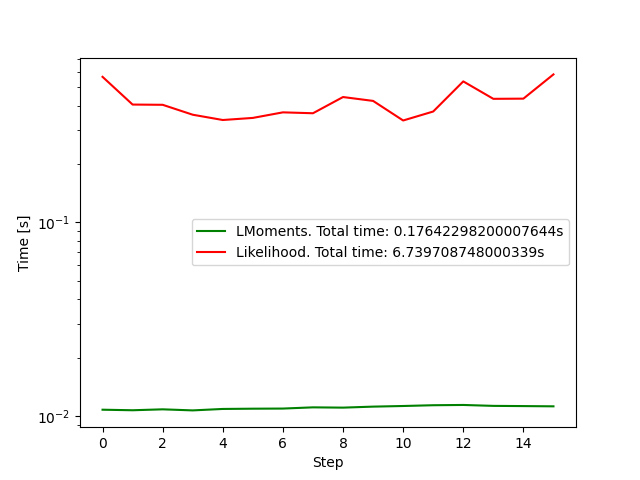 10⁻¹
10⁻²
Time [s]
LMoments. Total time: 0.17642298200007644s
Likelihood. Total time: 6.739708748000339s
0 2 4 6 8 10 12 14
Step